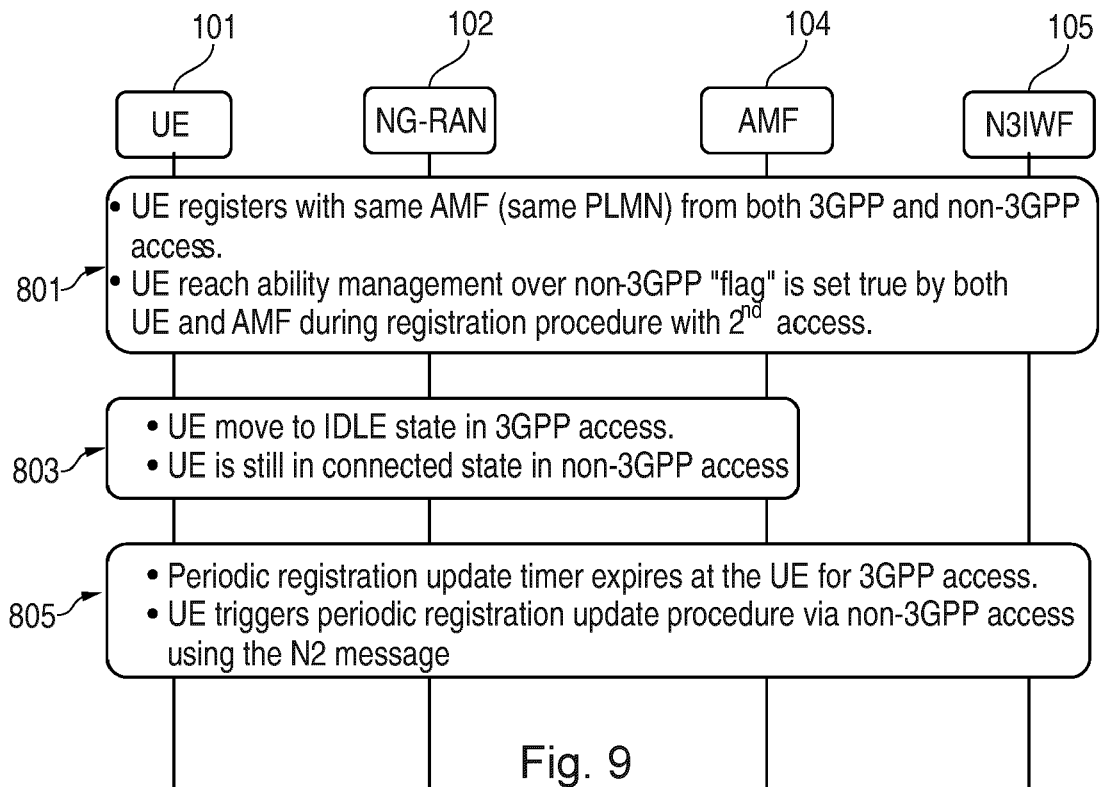 101
102
104
105
UE
NG-RAN
AMF
N3IWF
• UE registers with same AMF (same PLMN) from both 3GPP and non-3GPP
access.
801
• UE reach ability management over non-3GPP "flag" is set true by both
UE and AMF during registration procedure with 2nd access.
• UE move to IDLE state in 3GPP access.
803
• UE is still in connected state in non-3GPP access
• Periodic registration update timer expires at the UE for 3GPP access.
805
• UE triggers periodic registration update procedure via non-3GPP access
using the N2 message
Fig. 9